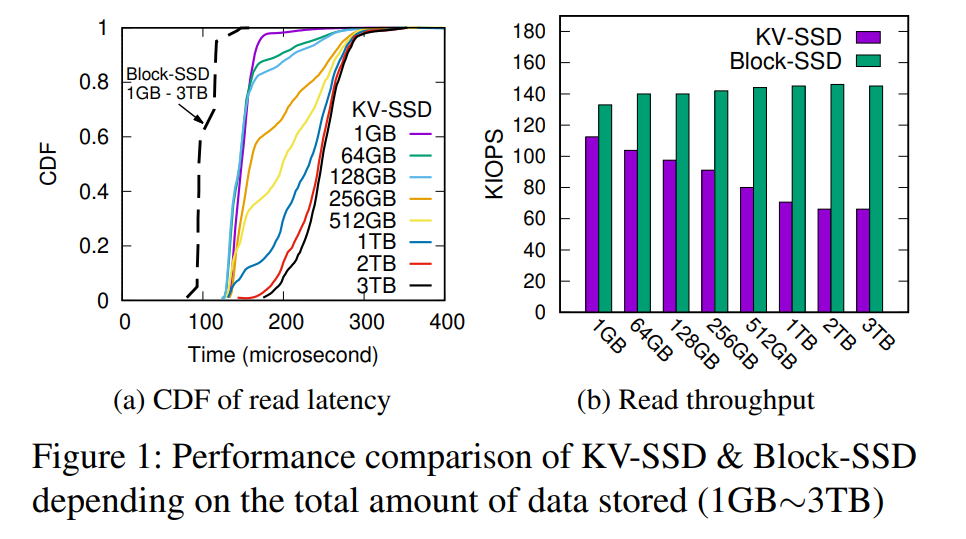 1
0.8
0.6
0.4
0.2
0
CDF
Block-SSD
1GB - 3TB
KV-SSD
1GB
64GB
128GB
256GB
512GB
1TB
2TB
3TB
0 100 200 300 400
Time (microsecond)
(a) CDF of read latency
180
160
140
120
100
80
60
40
20
0
KIOPS
KV-SSD
Block-SSD
1GB 64GB 128GB 256GB 512GB 1TB 2TB 3TB
(b) Read throughput
Figure 1: Performance comparison of KV-SSD & Block-SSD
depending on the total amount of data stored (1GB∼3TB)